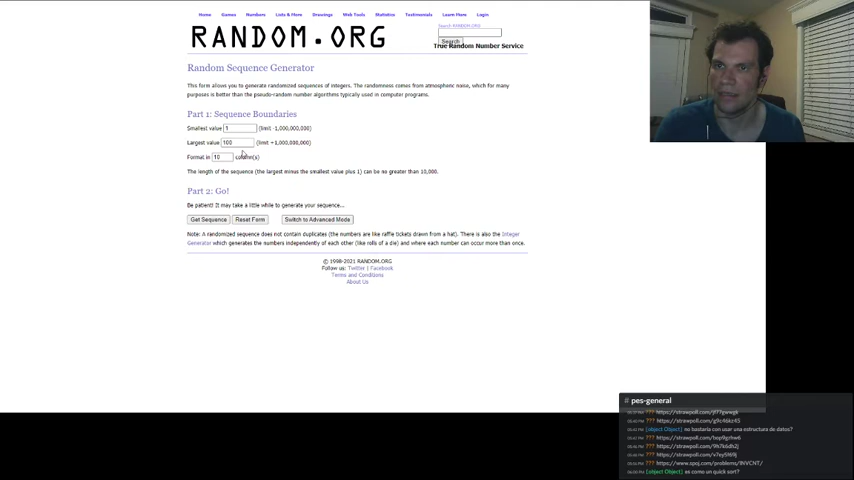 Home Games Numbers Lists & More Drawings Web Tools Statistics Testimonials Learn More Login
RANDOM.ORG
Search RANDOM.ORG
Search
True Random Number Service
Random Sequence Generator
This form allows you to generate randomized sequences of integers. The randomness comes from atmospheric noise, which for many
purposes is better than the pseudo-random number algorithms typically used in computer programs.
Part 1: Sequence Boundaries
Smallest value 1 (limit -1,000,000,000)
Largest value 100 (limit +1,000,000,000)
Format in 10 column(s)
The length of the sequence (the largest minus the smallest value plus 1) can be no greater than 10,000.
Part 2: Go!
Be patient! It may take a little while to generate your sequence...
Get Sequence Reset Form Switch to Advanced Mode
Note: A randomized sequence does not contain duplicates (the numbers are like raffle tickets drawn from a hat). There is also the Integer
Generator which generates the numbers independently of each other (like rolls of a die) and where each number can occur more than once.
© 1998-2021 RANDOM.ORG
Follow us: Twitter | Facebook
Terms and Conditions
About Us
# pes-general
??? https://strawpoll.com/
??? https://strawpoll.com/
[object Object] no bastaria con usar una estructura de datos?
??? https://strawpoll.com/
??? https://strawpoll.com/
??? https://strawpoll.com/
??? https://www.spoj.com/problems/INVCNT/
[object Object] es como un quick sort?